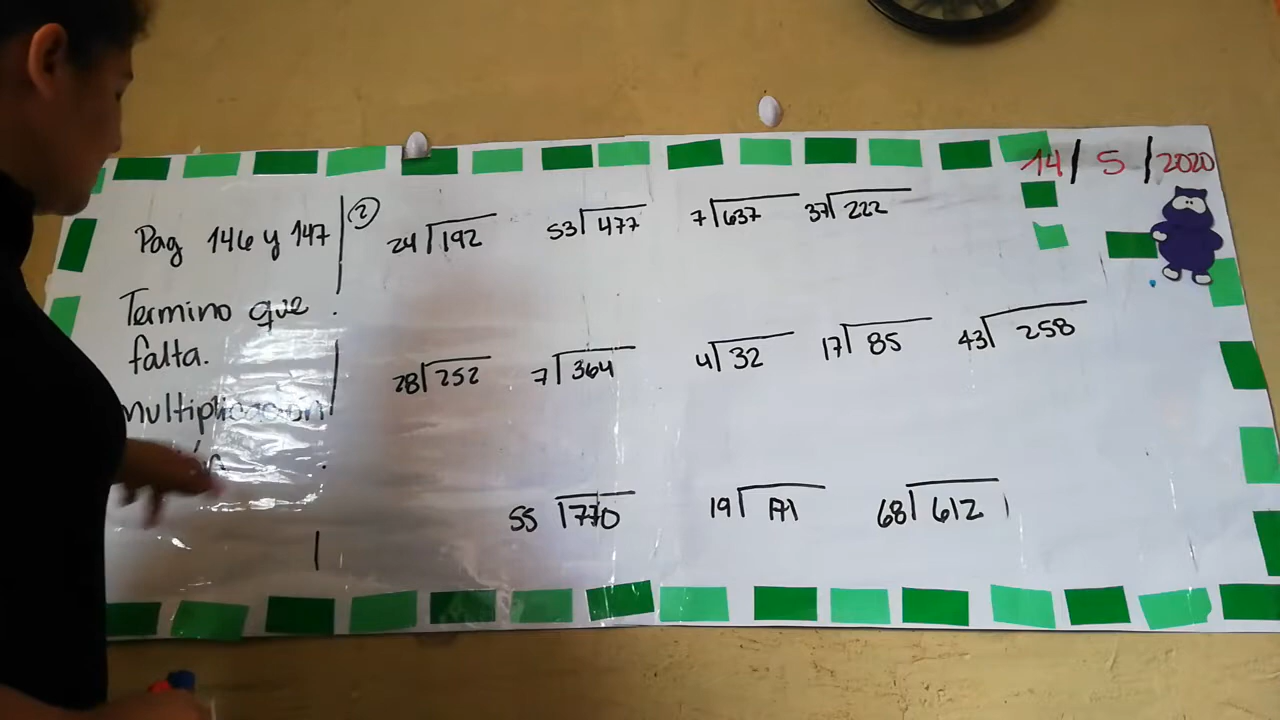 14 / 5 / 2020
Pag 146 y 147
Termino que
falta.
multiplicación
2
24 192
53 477
7 637
37 222
28 252
7 364
4 32
17 85
43 258
55 770
19 171
68 612